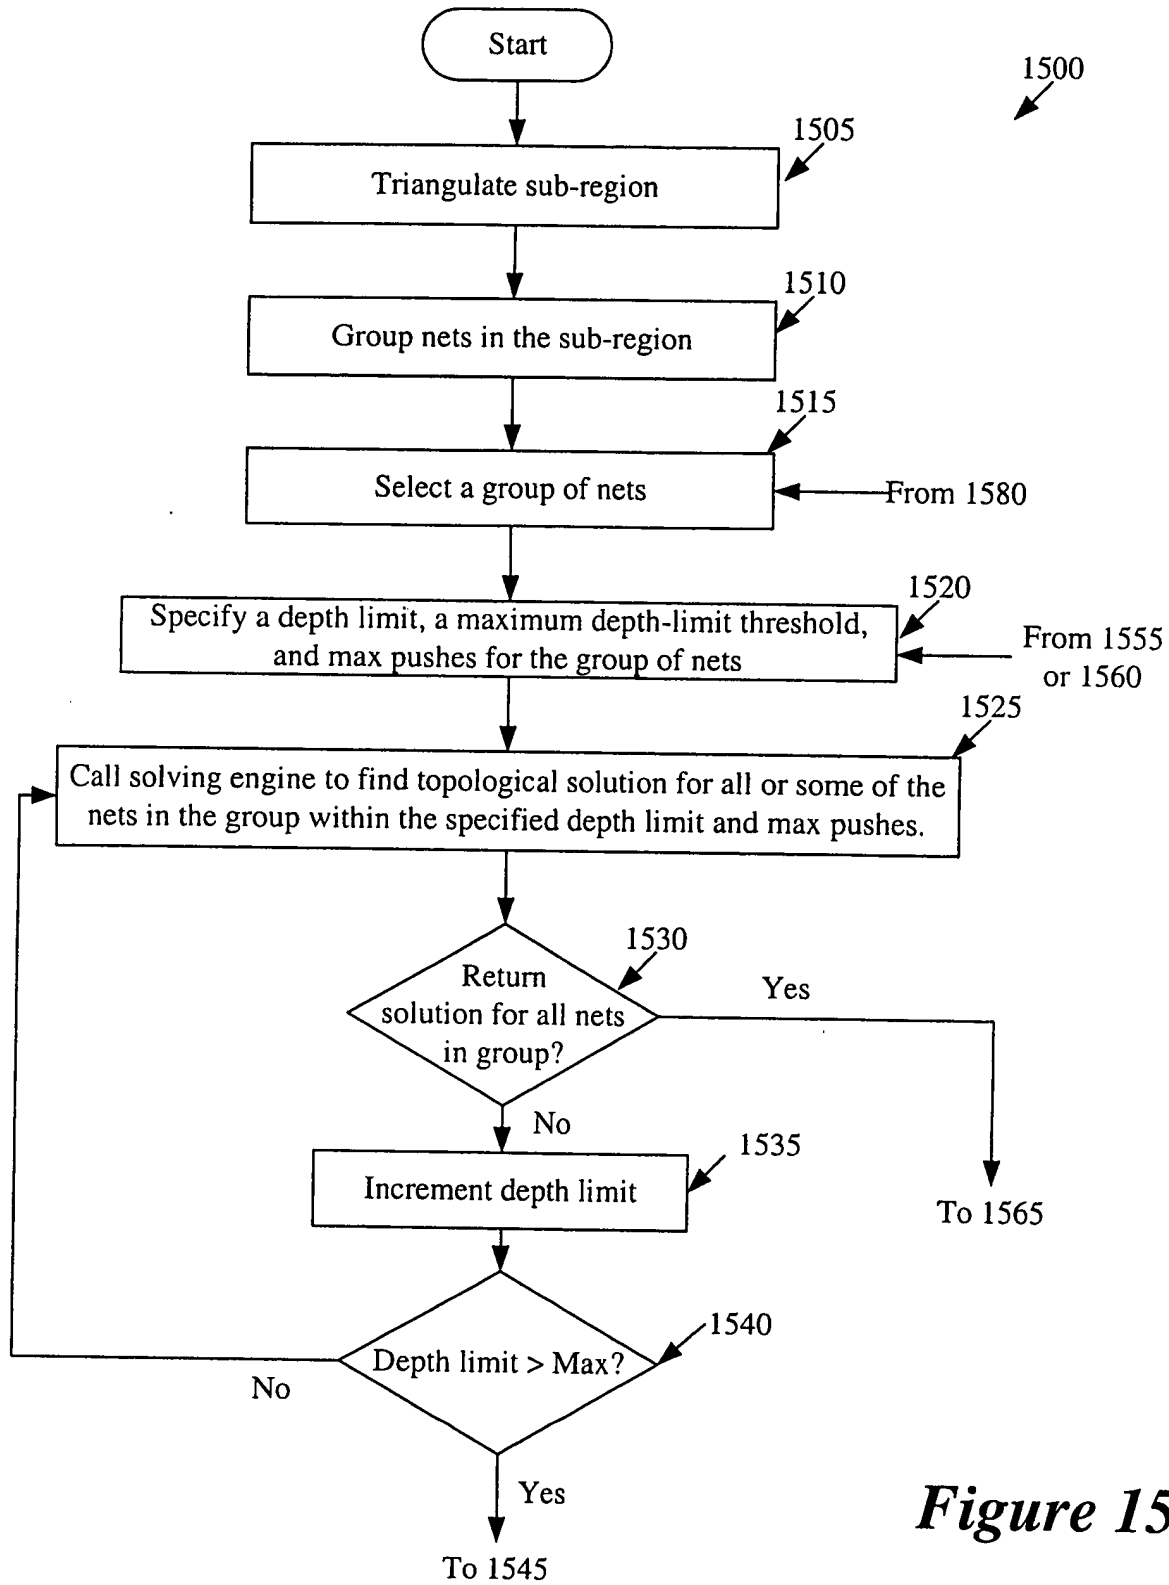 Start
1500
1505
Triangulate sub-region
1510
Group nets in the sub-region
1515
Select a group of nets
From 1580
1520
Specify a depth limit, a maximum depth-limit threshold,
and max pushes for the group of nets
From 1555
or 1560
1525
Call solving engine to find topological solution for all or some of the
nets in the group within the specified depth limit and max pushes.
1530
Return
solution for all nets
in group?
Yes
No
1535
Increment depth limit
To 1565
1540
Depth limit > Max?
No
Yes
To 1545
Figure 15